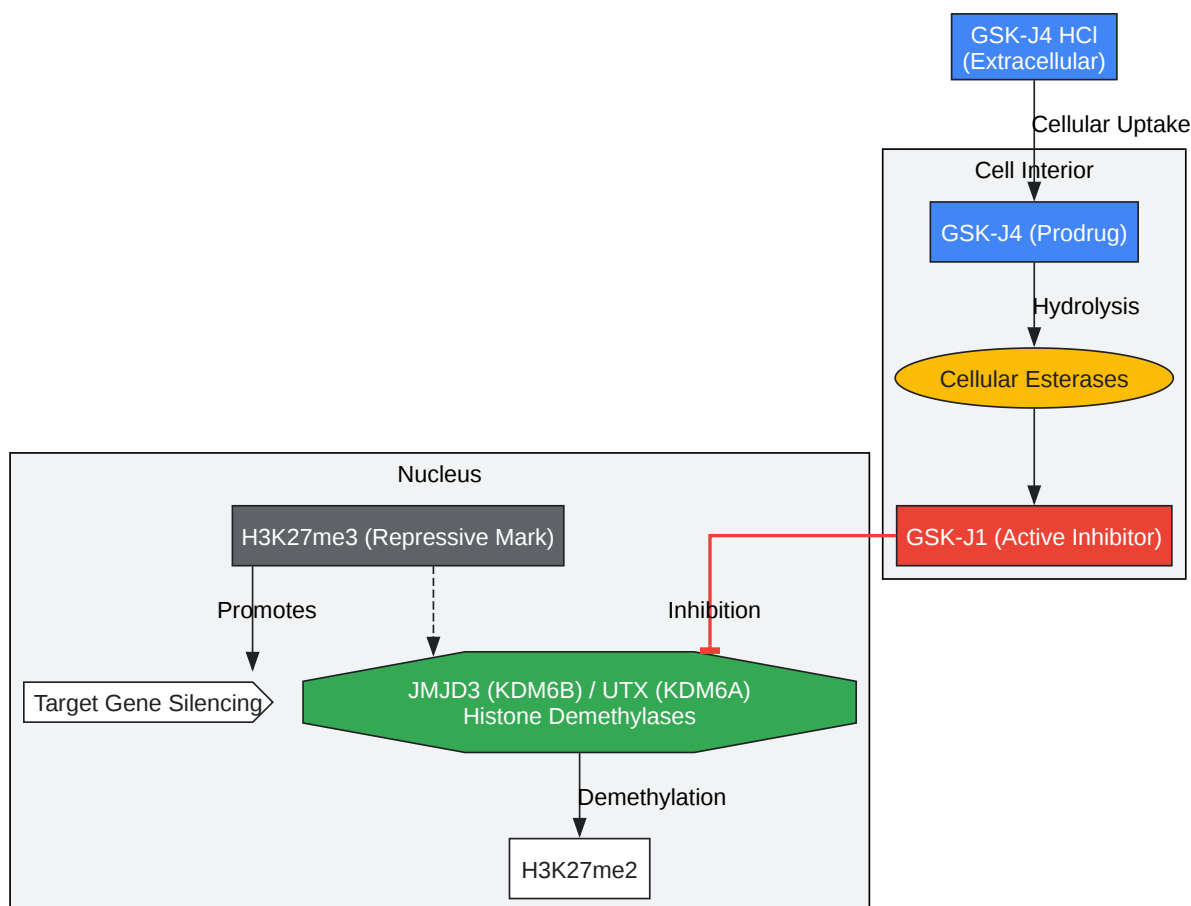 GSK-J4 HCl
(Extracellular)
Cellular Uptake
Cell Interior
GSK-J4 (Prodrug)
Hydrolysis
Cellular Esterases
GSK-J1 (Active Inhibitor)
Nucleus
H3K27me3 (Repressive Mark)
Promotes
Inhibition
Target Gene Silencing
JMJD3 (KDM6B) / UTX (KDM6A)
Histone Demethylases
Demethylation
H3K27me2